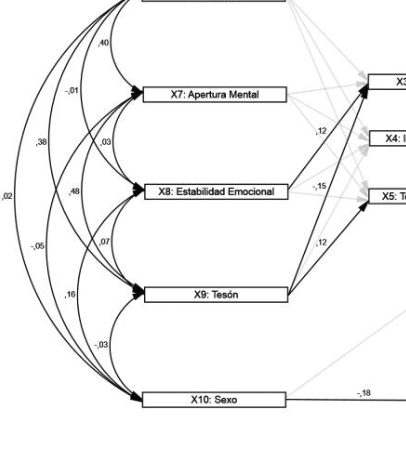 ,40
X7: Apertura Mental
X3
-,01
,12
,38
,03
X4: I
X8: Estabilidad Emocional
,02
,48
-,15
X5: T
-,05
,07
,12
,16
X9: Tesón
-,03
X10: Sexo
-,18